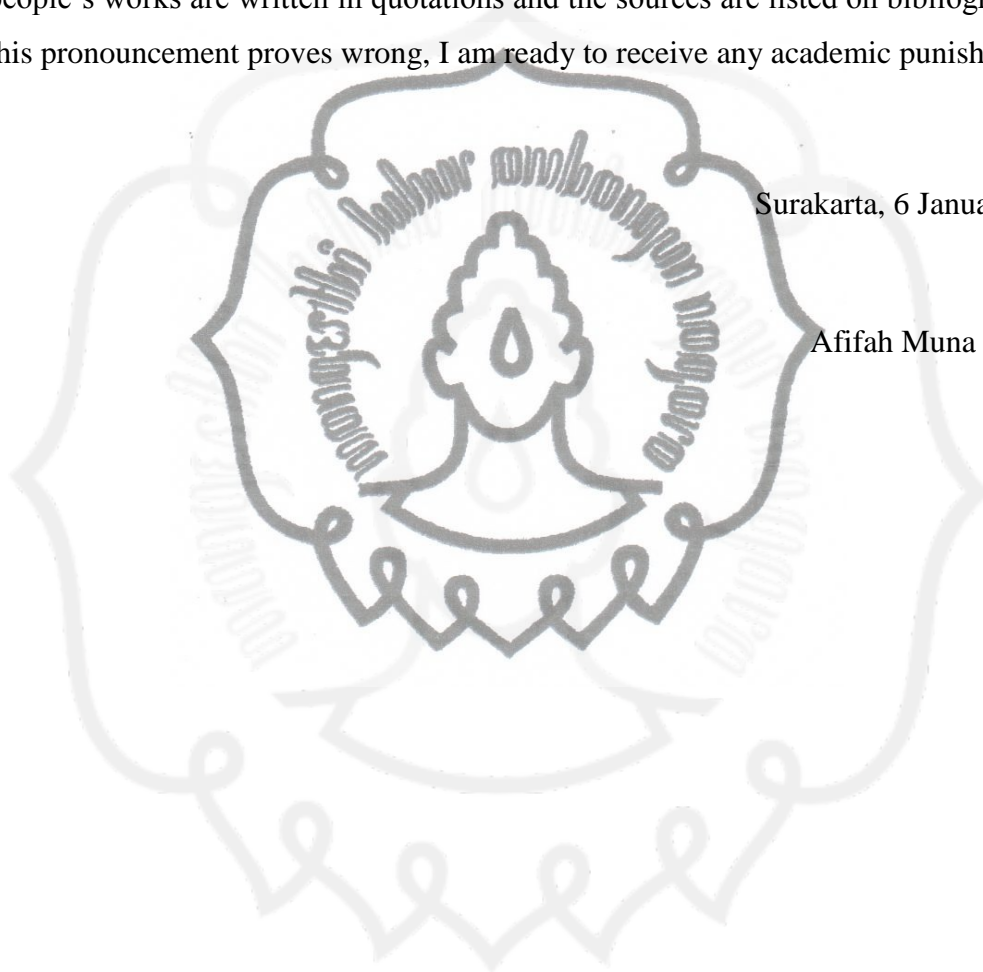 people's works are written in quotations and the sources are listed on bibliogr
his pronouncement proves wrong, I am ready to receive any academic punish
Surakarta, 6 Janua
Afifah Muna